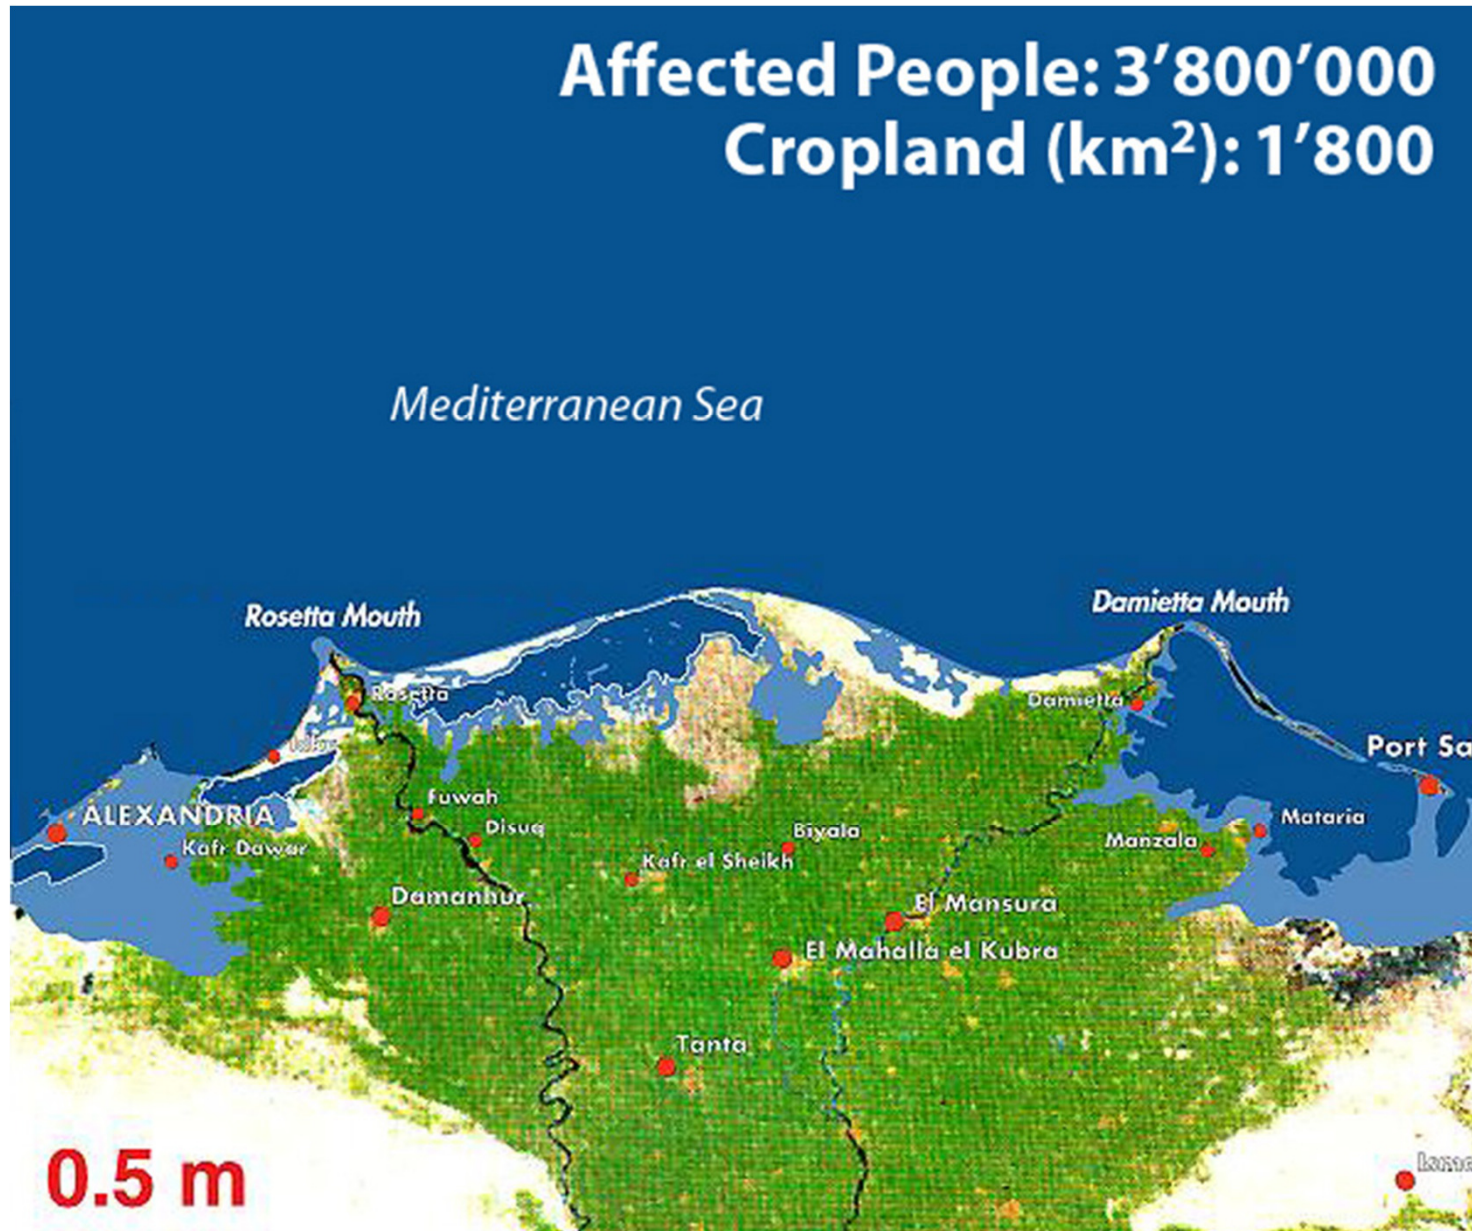 Affected People: 3’800’000
Cropland (km²): 1’800
Mediterranean Sea
Rosetta Mouth
Damietta Mouth
Rosetta
Damietta
Port Sa
ALEXANDRIA
Fuwah
Disuq
Biyala
Mataria
Manzala
Kafr Dawar
Kafr el Sheikh
Damanhur
El Mansura
El Mahalla el Kubra
Tanta
0.5 m